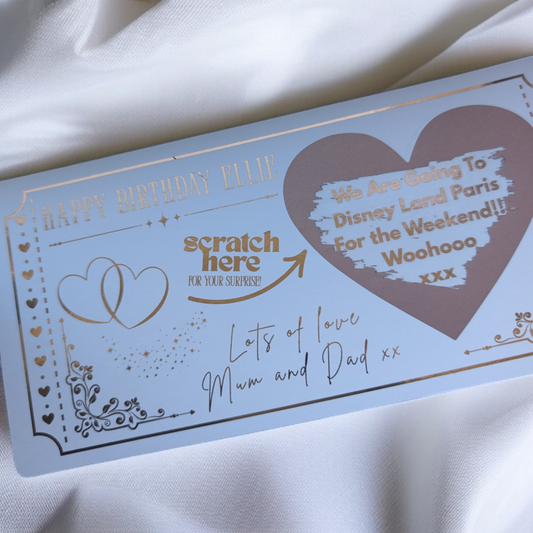 HAPPY BIRTHDAY ELLIE
scratch
here
FOR YOUR SURPRISE!
We Are Going To
Disney Land Paris
For the Weekend!!
Woohooo
xxx
Lots of love
Mum and Dad xx